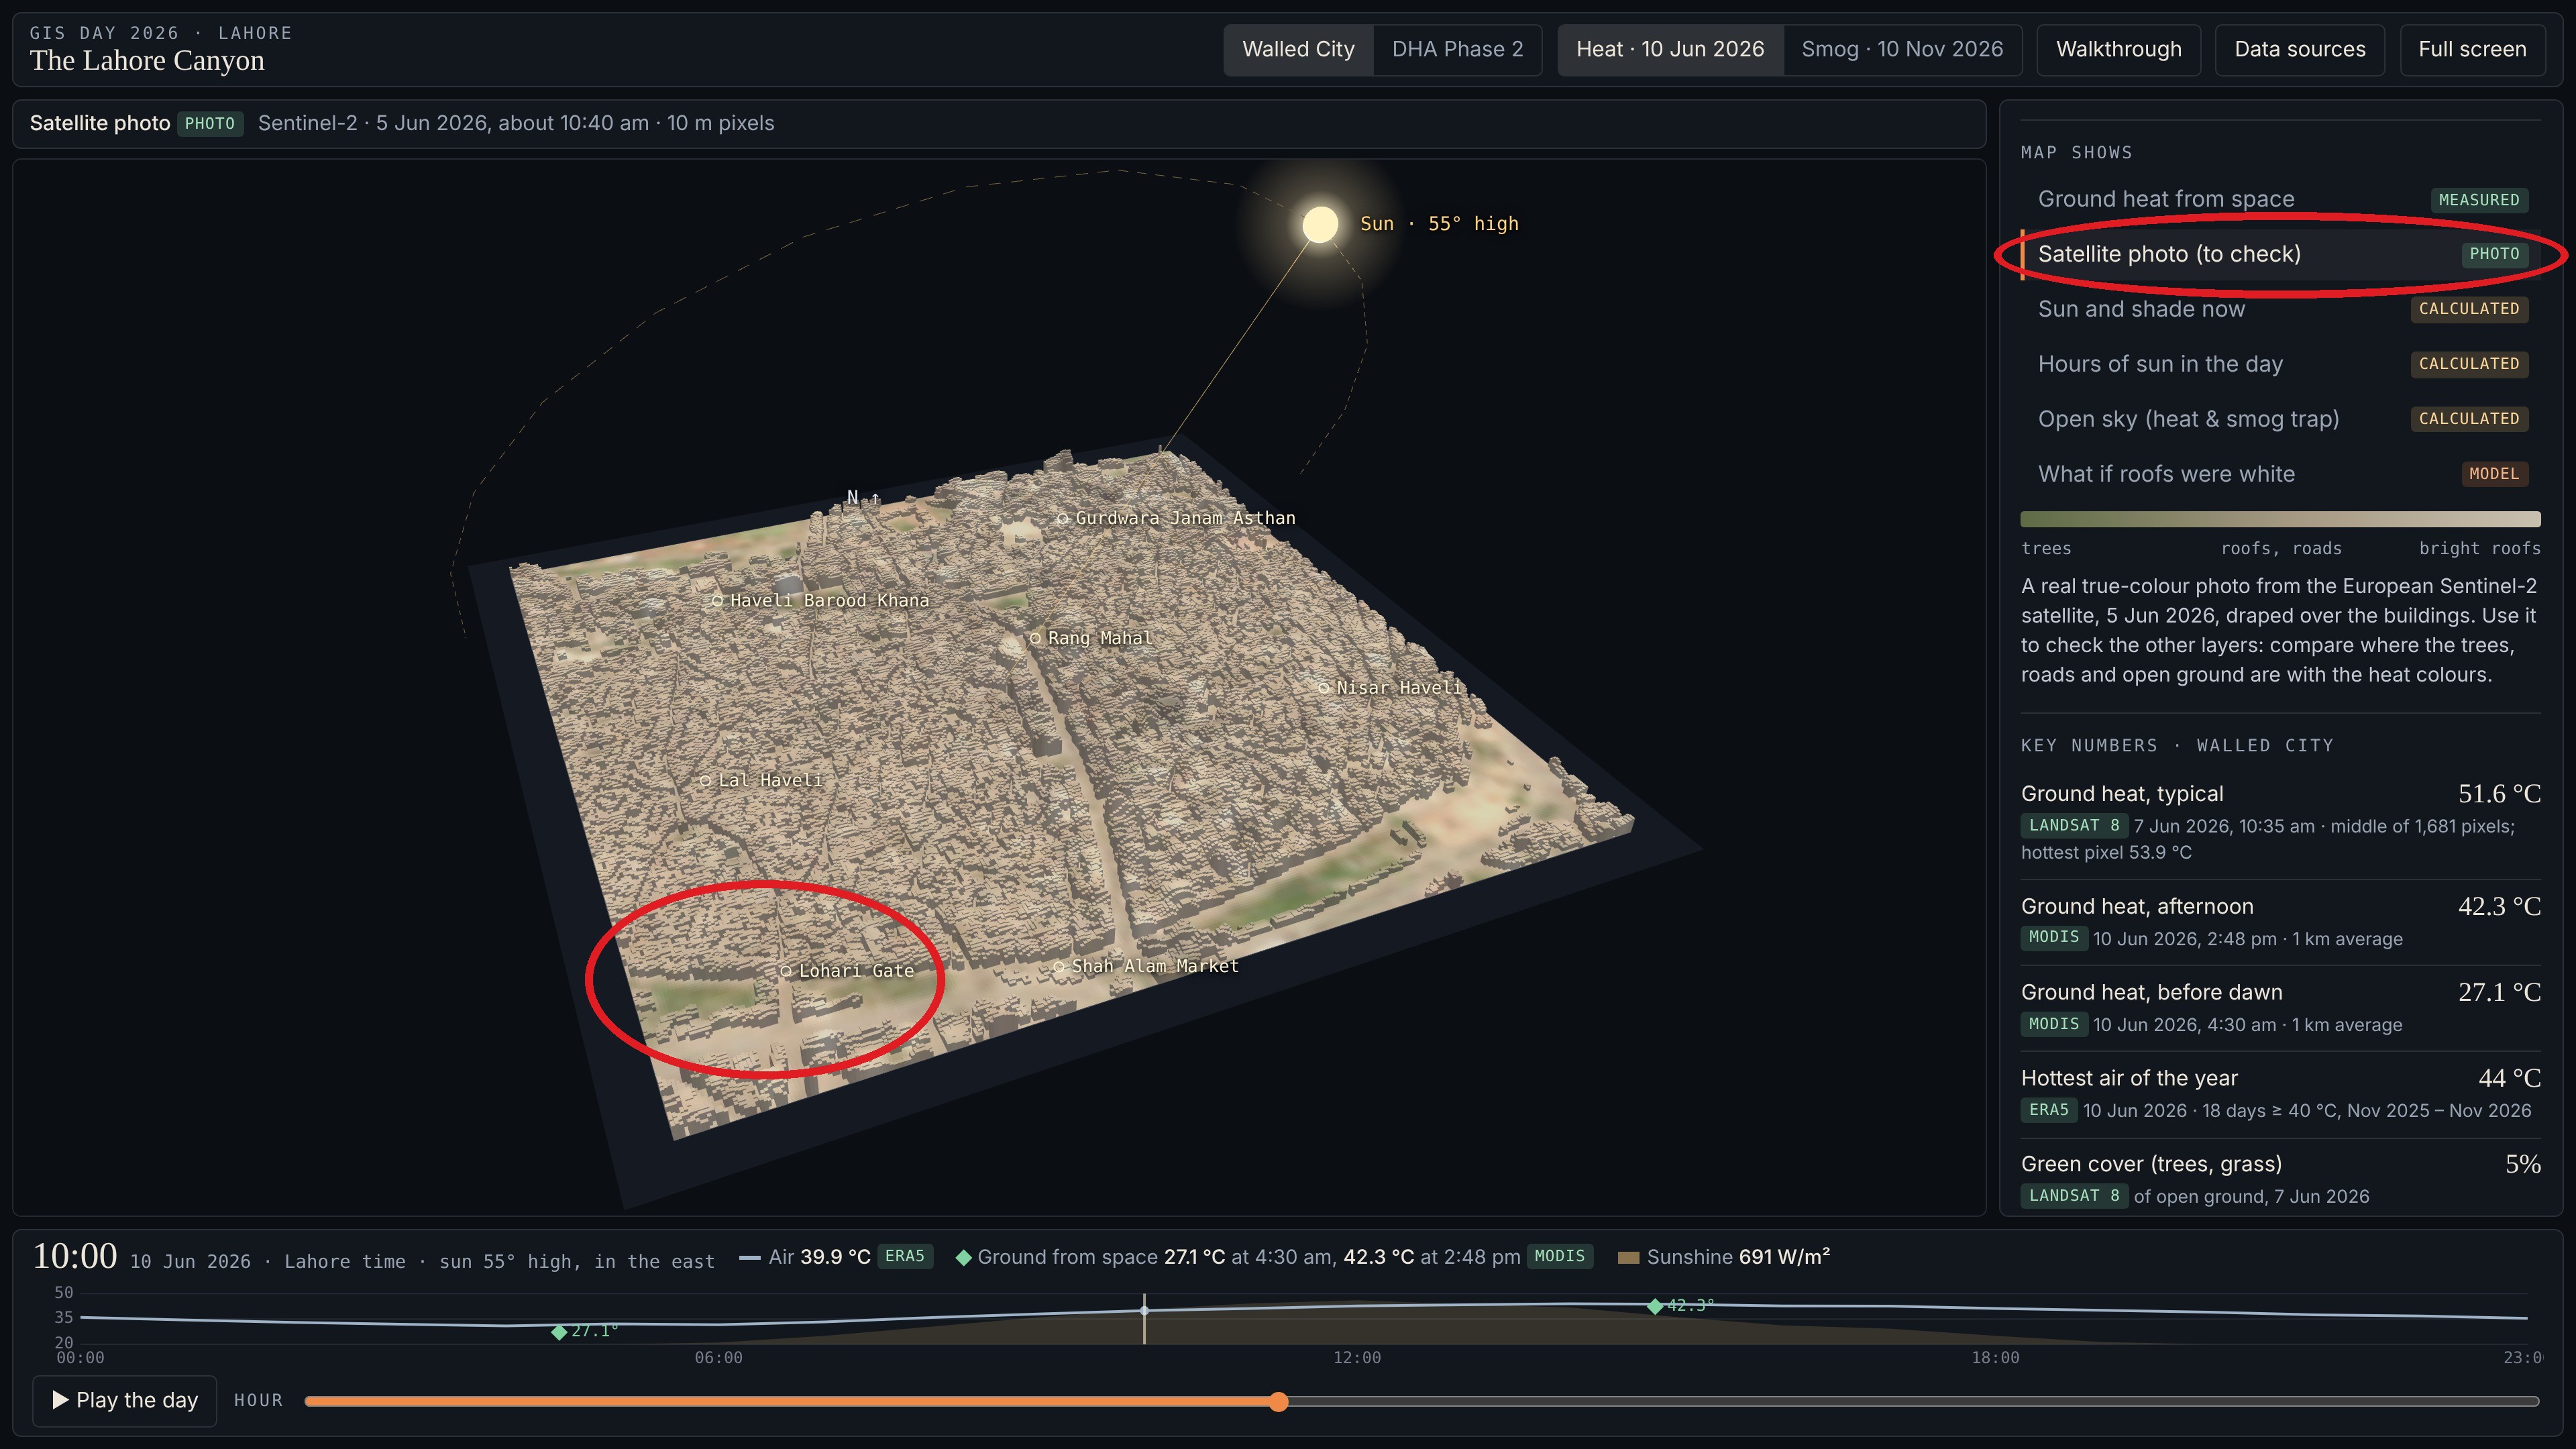 GIS DAY 2026 · LAHORE
The Lahore Canyon
Walled City
DHA Phase 2
Heat · 10 Jun 2026
Smog · 10 Nov 2026
Walkthrough
Data sources
Full screen
Satellite photo PHOTO Sentinel-2 · 5 Jun 2026, about 10:40 am · 10 m pixels
Sun · 55° high
N ↑
Gurdwara Janam Asthan
Haveli Barood Khana
Rang Mahal
Nisar Haveli
Lal Haveli
Lohari Gate
Shah Alam Market
MAP SHOWS
Ground heat from space MEASURED
Satellite photo (to check) PHOTO
Sun and shade now CALCULATED
Hours of sun in the day CALCULATED
Open sky (heat & smog trap) CALCULATED
What if roofs were white MODEL
trees roofs, roads bright roofs
A real true-colour photo from the European Sentinel-2
satellite, 5 Jun 2026, draped over the buildings. Use it
to check the other layers: compare where the trees,
roads and open ground are with the heat colours.
KEY NUMBERS · WALLED CITY
Ground heat, typical 51.6 °C
LANDSAT 8 7 Jun 2026, 10:35 am · middle of 1,681 pixels;
hottest pixel 53.9 °C
Ground heat, afternoon 42.3 °C
MODIS 10 Jun 2026, 2:48 pm · 1 km average
Ground heat, before dawn 27.1 °C
MODIS 10 Jun 2026, 4:30 am · 1 km average
Hottest air of the year 44 °C
ERA5 10 Jun 2026 · 18 days ≥ 40 °C, Nov 2025 – Nov 2026
Green cover (trees, grass) 5%
LANDSAT 8 of open ground, 7 Jun 2026
10:00 10 Jun 2026 · Lahore time · sun 55° high, in the east
Air 39.9 °C ERA5
Ground from space 27.1 °C at 4:30 am, 42.3 °C at 2:48 pm MODIS
Sunshine 691 W/m²
50
35
20
27.1°
42.3°
00:00 06:00 12:00 18:00 23:0
▶ Play the day
HOUR